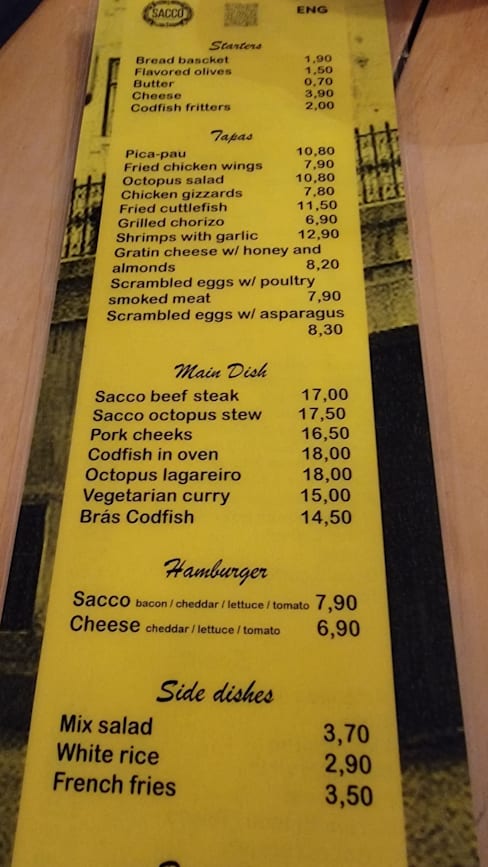 SACCO
ENG
Starters
Bread bascket 1,90
Flavored olives 1,50
Butter 0,70
Cheese 3,90
Codfish fritters 2,00
Tapas
Pica-pau 10,80
Fried chicken wings 7,90
Octopus salad 10,80
Chicken gizzards 7,80
Fried cuttlefish 11,50
Grilled chorizo 6,90
Shrimps with garlic 12,90
Gratin cheese w/ honey and
almonds 8,20
Scrambled eggs w/ poultry
smoked meat 7,90
Scrambled eggs w/ asparagus
8,30
Main Dish
Sacco beef steak 17,00
Sacco octopus stew 17,50
Pork cheeks 16,50
Codfish in oven 18,00
Octopus lagareiro 18,00
Vegetarian curry 15,00
Brás Codfish 14,50
Hamburger
Sacco bacon / cheddar / lettuce / tomato 7,90
Cheese cheddar / lettuce / tomato 6,90
Side dishes
Mix salad 3,70
White rice 2,90
French fries 3,50